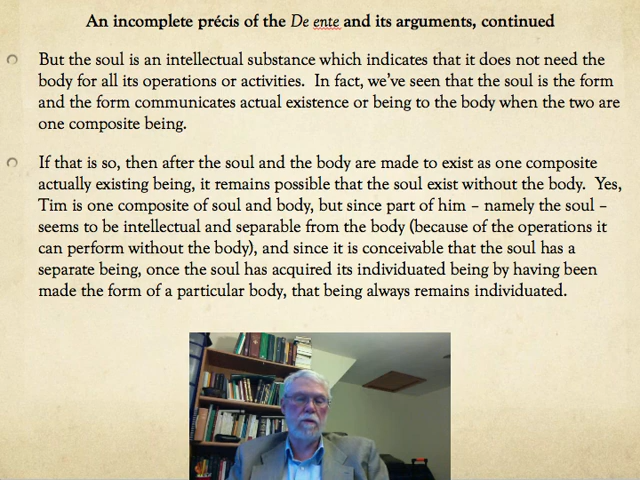 An incomplete précis of the De ente and its arguments, continued
But the soul is an intellectual substance which indicates that it does not need the
body for all its operations or activities.  In fact, we've seen that the soul is the form
and the form communicates actual existence or being to the body when the two are
one composite being.
If that is so, then after the soul and the body are made to exist as one composite
actually existing being, it remains possible that the soul exist without the body.  Yes,
Tim is one composite of soul and body, but since part of him – namely the soul –
seems to be intellectual and separable from the body (because of the operations it
can perform without the body), and since it is conceivable that the soul has a
separate being, once the soul has acquired its individuated being by having been
made the form of a particular body, that being always remains individuated.